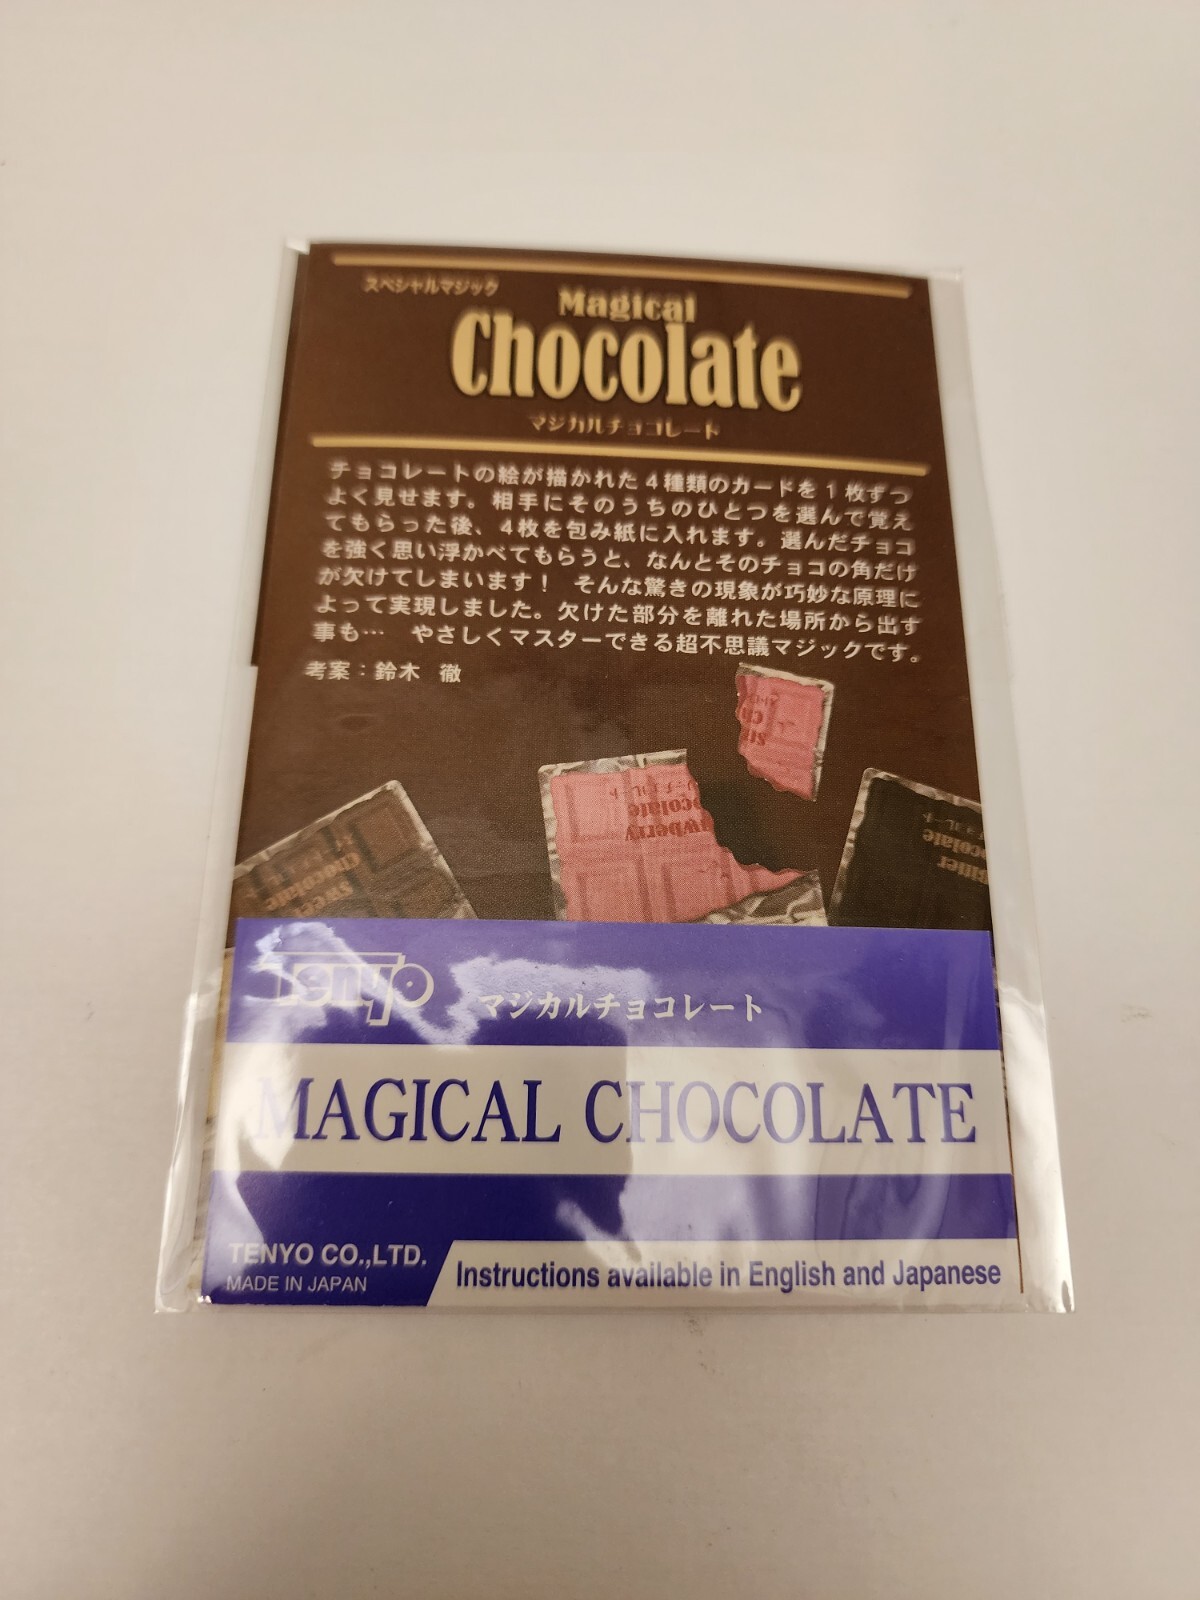 スペシャルマジック
Magical
Chocolate
マジカルチョコレート
チョコレートの絵が描かれた4種類のカードを1枚ずつ
よく見せます。相手にそのうちのひとつを選んで覚え
てもらった後、4枚を包み紙に入れます。選んだチョコ
を強く思い浮かべてもらうと、なんとそのチョコの角だけ
が欠けてしまいます! そんな驚きの現象が巧妙な原理に
よって実現しました。欠けた部分を離れた場所から出す
事も… やさしくマスターできる超不思議マジックです。
考案:鈴木 徹
Chocolate
Sweet
Tenyo
マジカルチョコレート
MAGICAL CHOCOLATE
TENYO CO.,LTD.
MADE IN JAPAN
Instructions available in English and Japanese